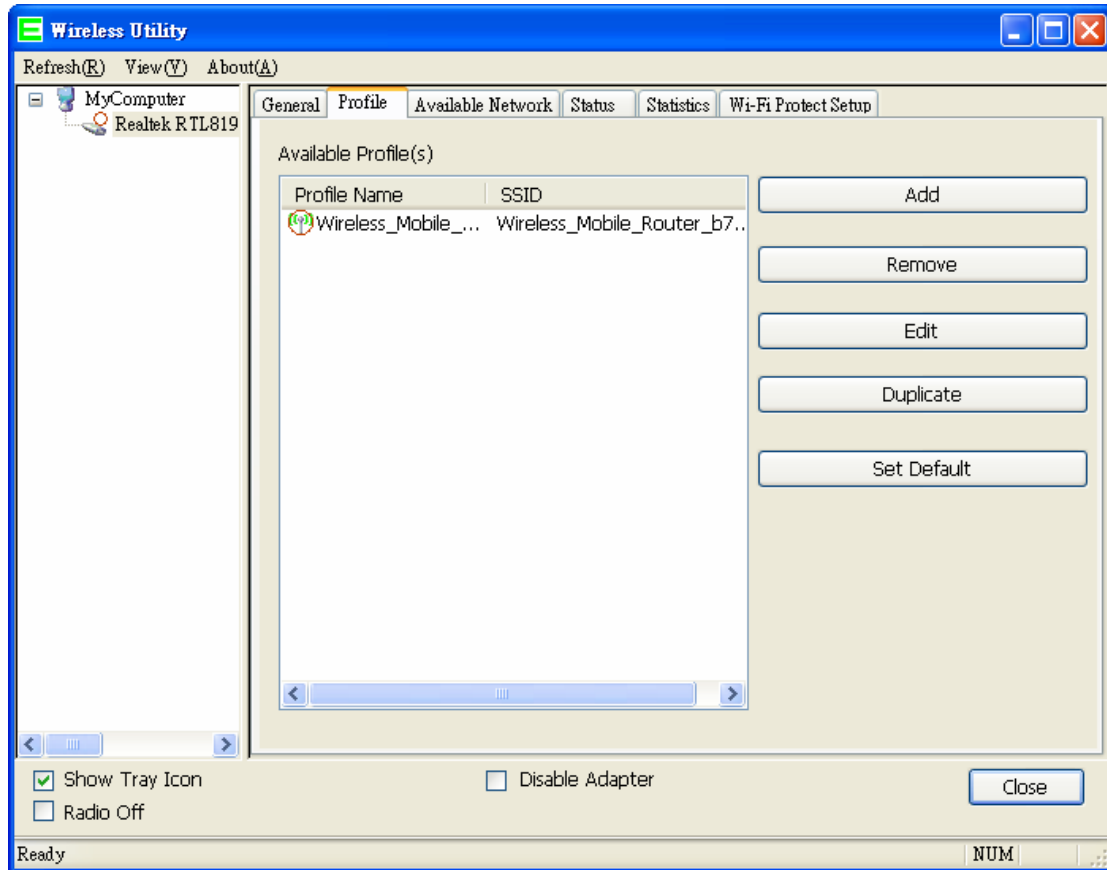 Wireless Utility
Refresh(R) View(V) About(A)
MyComputer
Realtek RTL819
General Profile Available Network Status Statistics Wi-Fi Protect Setup
Available Profile(s)
Profile Name SSID
Wireless_Mobile_... Wireless_Mobile_Router_b7..
Add
Remove
Edit
Duplicate
Set Default
Show Tray Icon
Disable Adapter
Close
Radio Off
Ready
NUM